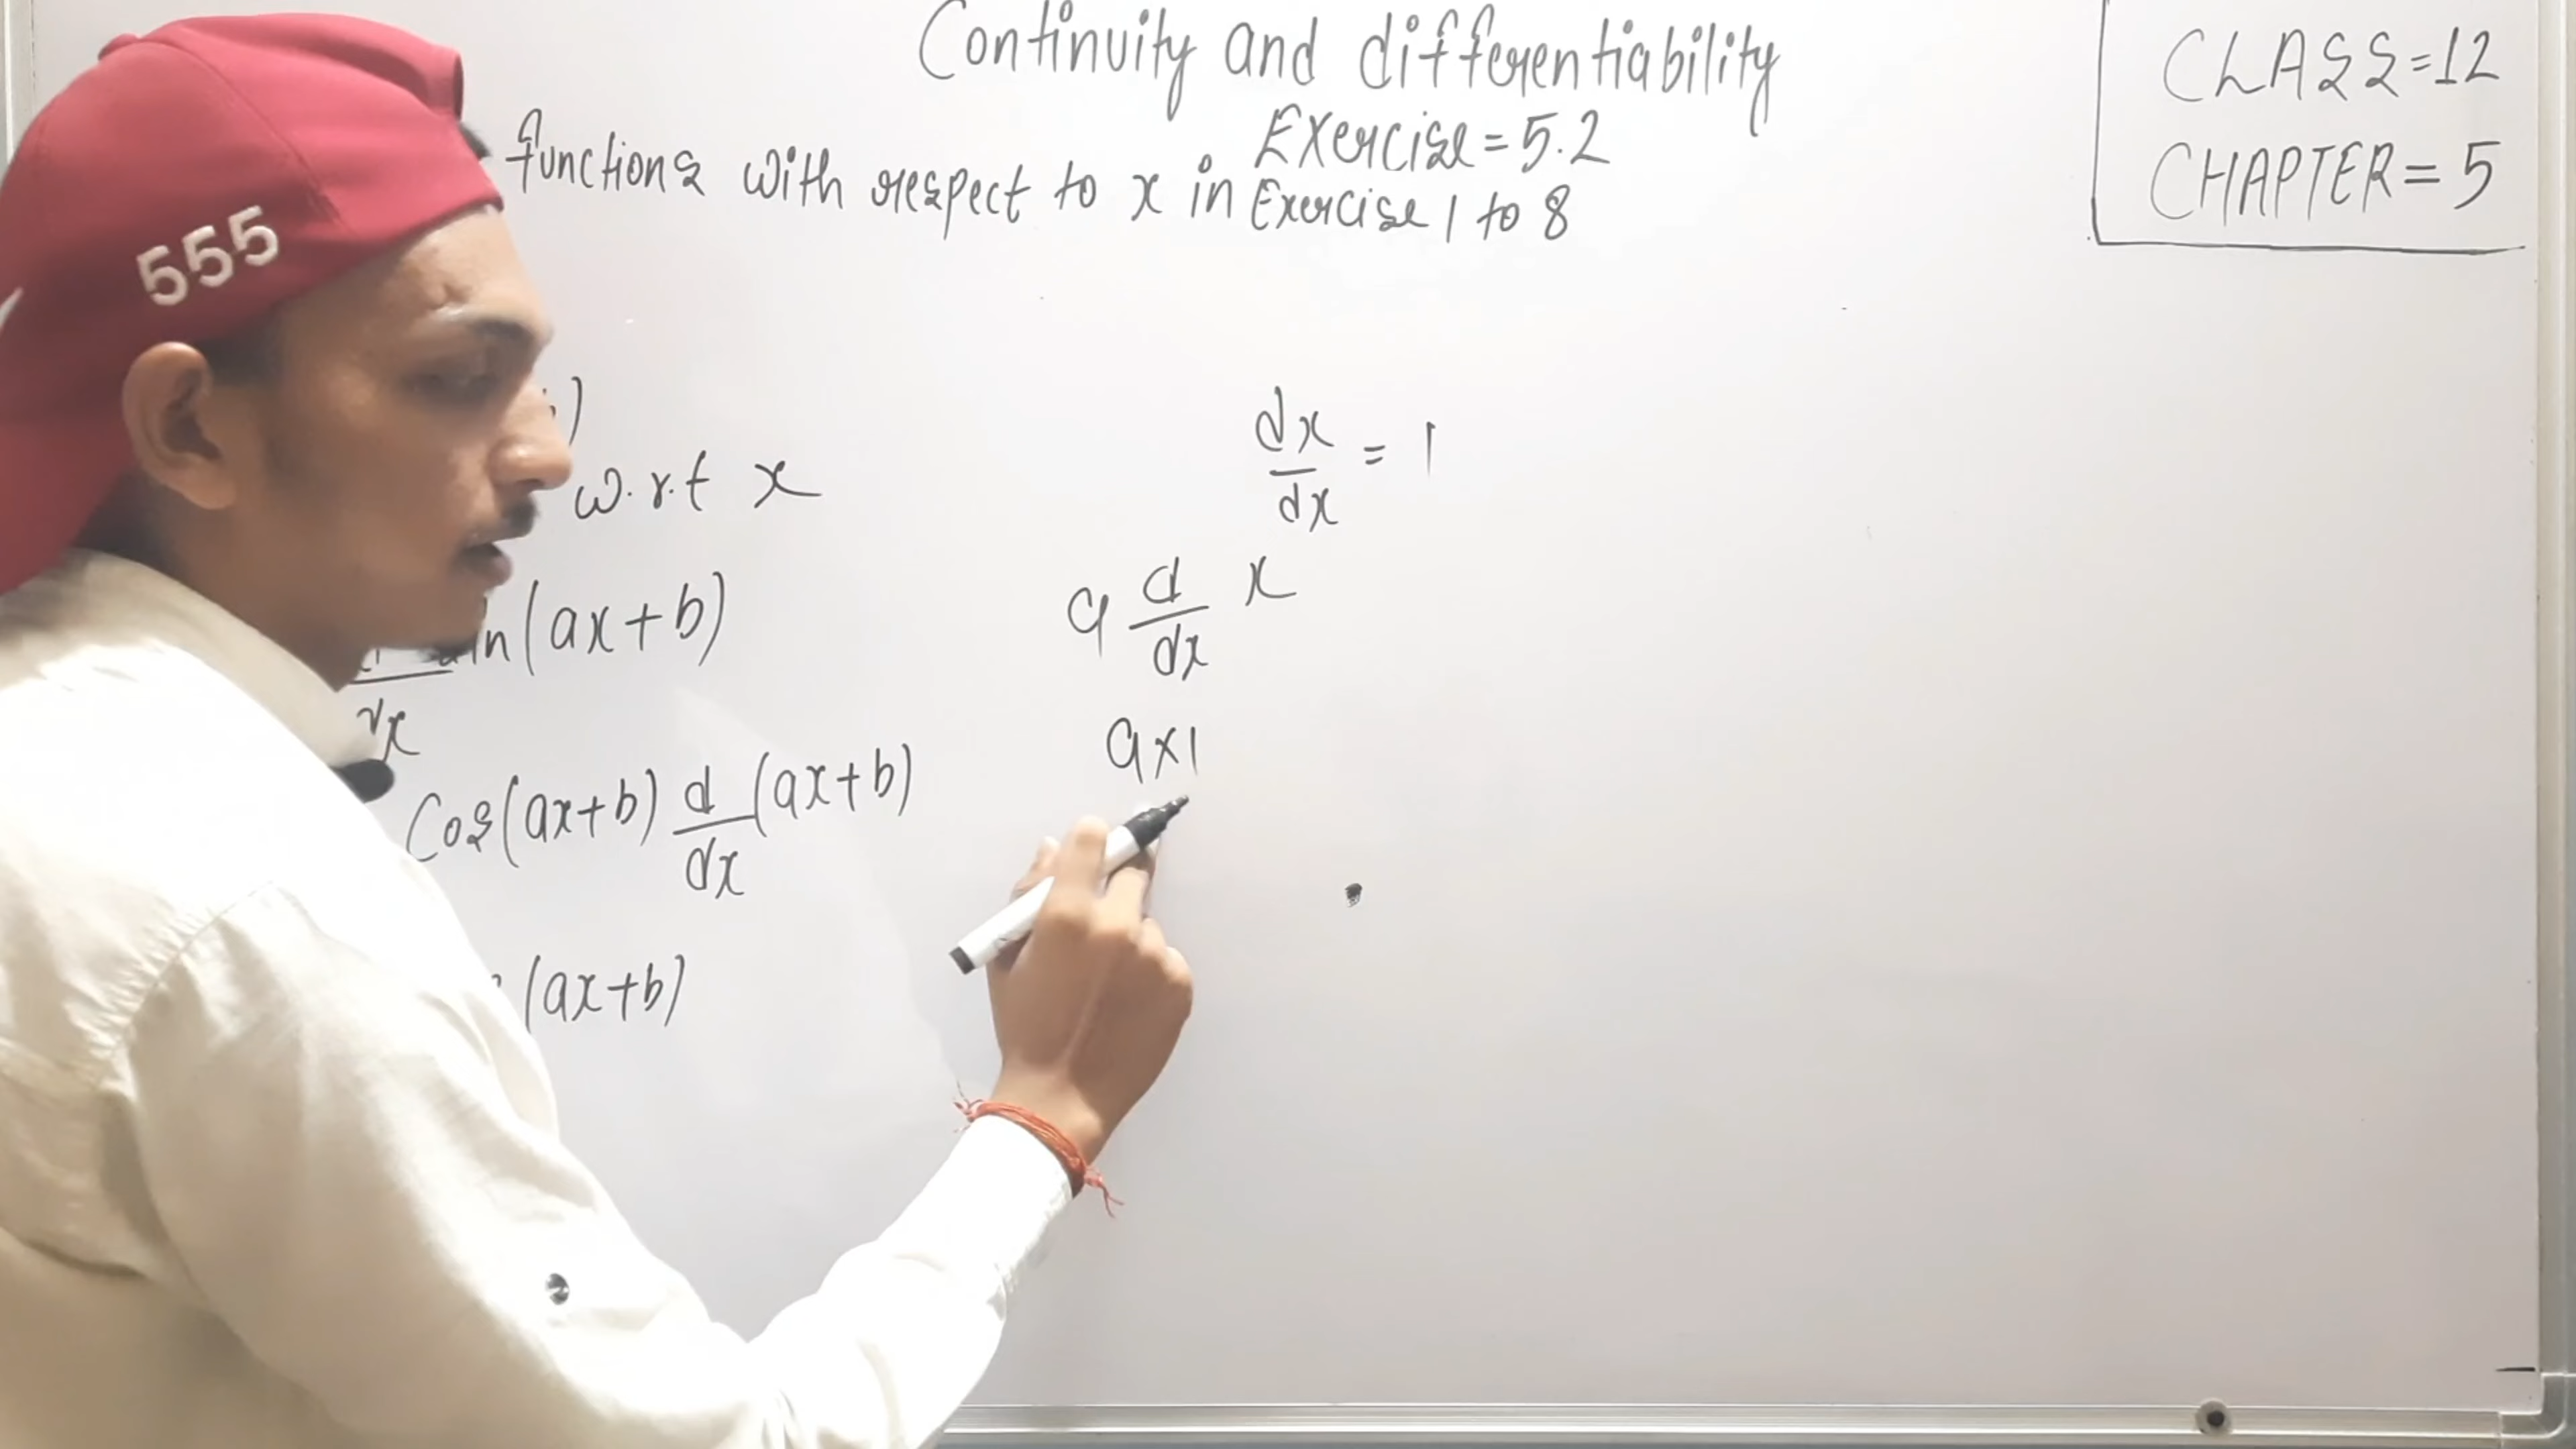 Continuity and differentiability
Exercise = 5.2
functions with respect to x in Exercise 1 to 8
CLASS = 12
CHAPTER = 5
555
)
w.r.t x
n(ax+b)
dx
Cos(ax+b) d/dx (ax+b)
(ax+b)
dx/dx = 1
a d/dx x
a×1